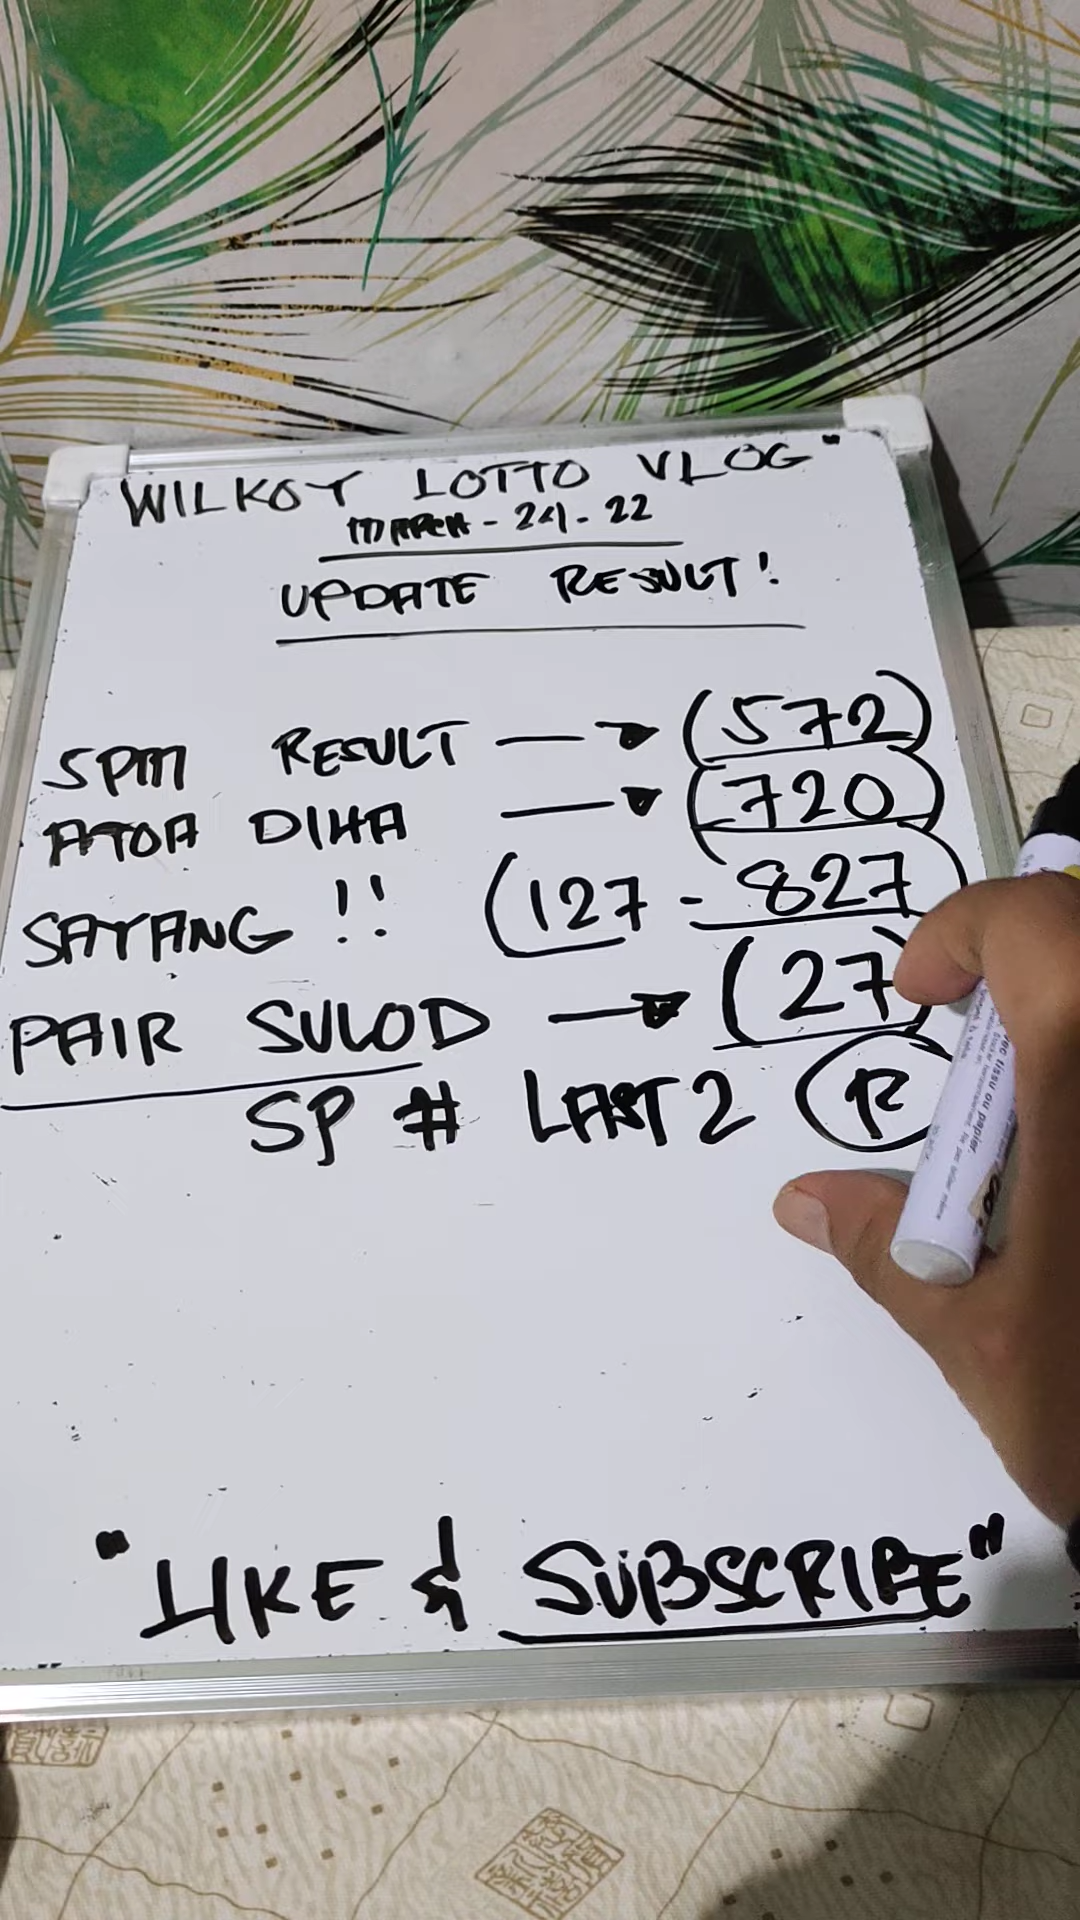 WILKOY LOTTO VLOG"
MARCH - 24 - 22
UPDATE RESULT!
5PM RESULT → (572)
ATOA DIHA → (720)
SAYANG !! (127 - 827
PAIR SULOD → (27)
SP # LAST 2 (R
"LIKE & SUBSCRIBE"